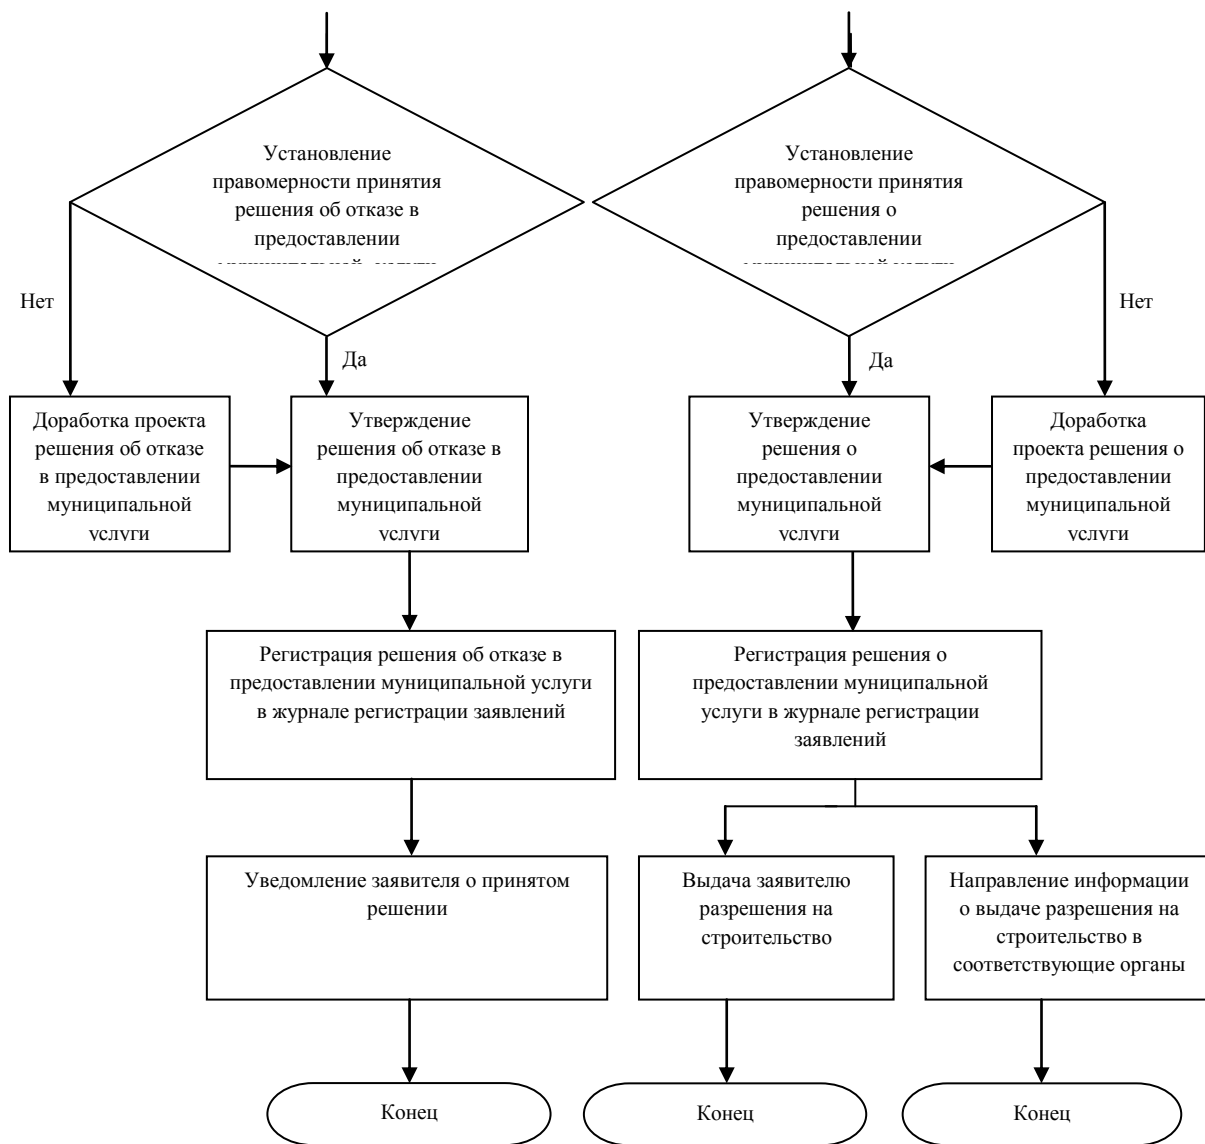 Установление
правомерности принятия
решения об отказе в
предоставлении
муниципальной услуги
Установление
правомерности принятия
решения о
предоставлении
муниципальной услуги
Нет
Да
Да
Нет
Доработка проекта
решения об отказе
в предоставлении
муниципальной
услуги
Утверждение
решения об отказе в
предоставлении
муниципальной
услуги
Утверждение
решения о
предоставлении
муниципальной
услуги
Доработка
проекта решения о
предоставлении
муниципальной
услуги
Регистрация решения об отказе в
предоставлении муниципальной услуги
в журнале регистрации заявлений
Регистрация решения о
предоставлении муниципальной
услуги в журнале регистрации
заявлений
Уведомление заявителя о принятом
решении
Выдача заявителю
разрешения на
строительство
Направление информации
о выдаче разрешения на
строительство в
соответствующие органы
Конец
Конец
Конец